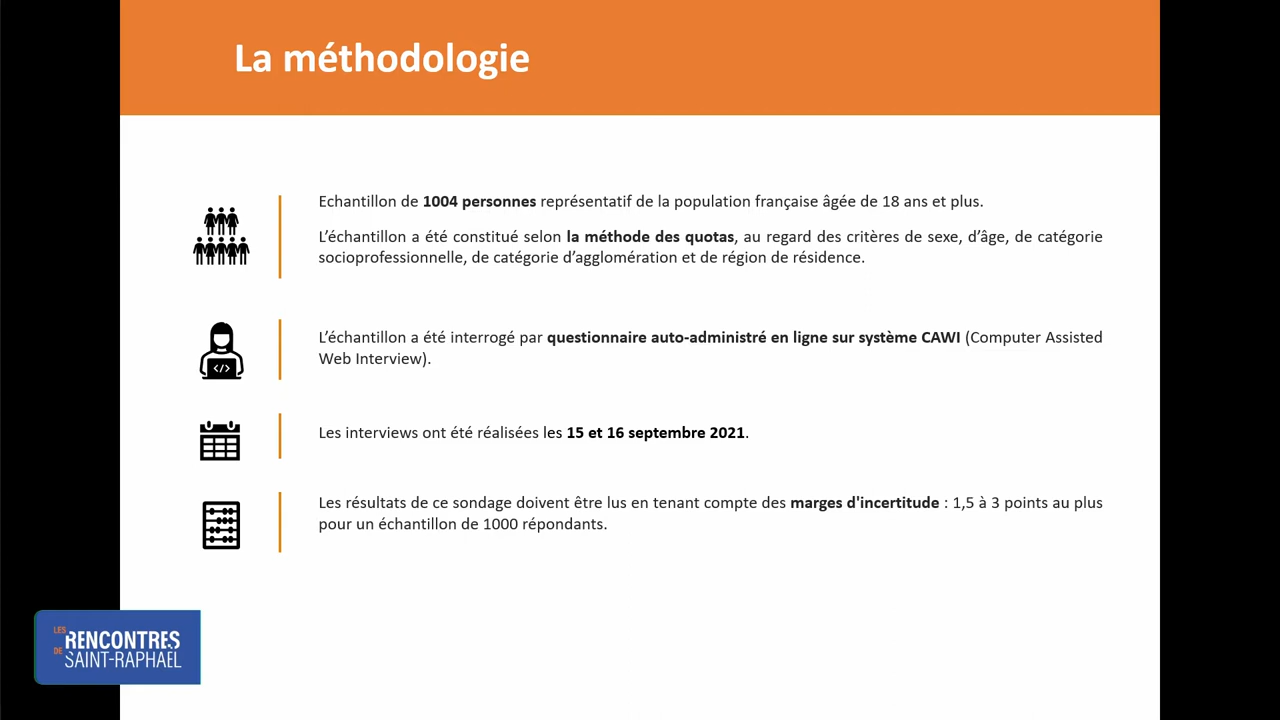 La méthodologie
Echantillon de 1004 personnes représentatif de la population française âgée de 18 ans et plus.
L’échantillon a été constitué selon la méthode des quotas, au regard des critères de sexe, d’âge, de catégorie
socioprofessionnelle, de catégorie d’agglomération et de région de résidence.
L’échantillon a été interrogé par questionnaire auto-administré en ligne sur système CAWI (Computer Assisted
Web Interview).
Les interviews ont été réalisées les 15 et 16 septembre 2021.
Les résultats de ce sondage doivent être lus en tenant compte des marges d'incertitude : 1,5 à 3 points au plus
pour un échantillon de 1000 répondants.
LES RENCONTRES
DE SAINT-RAPHAËL